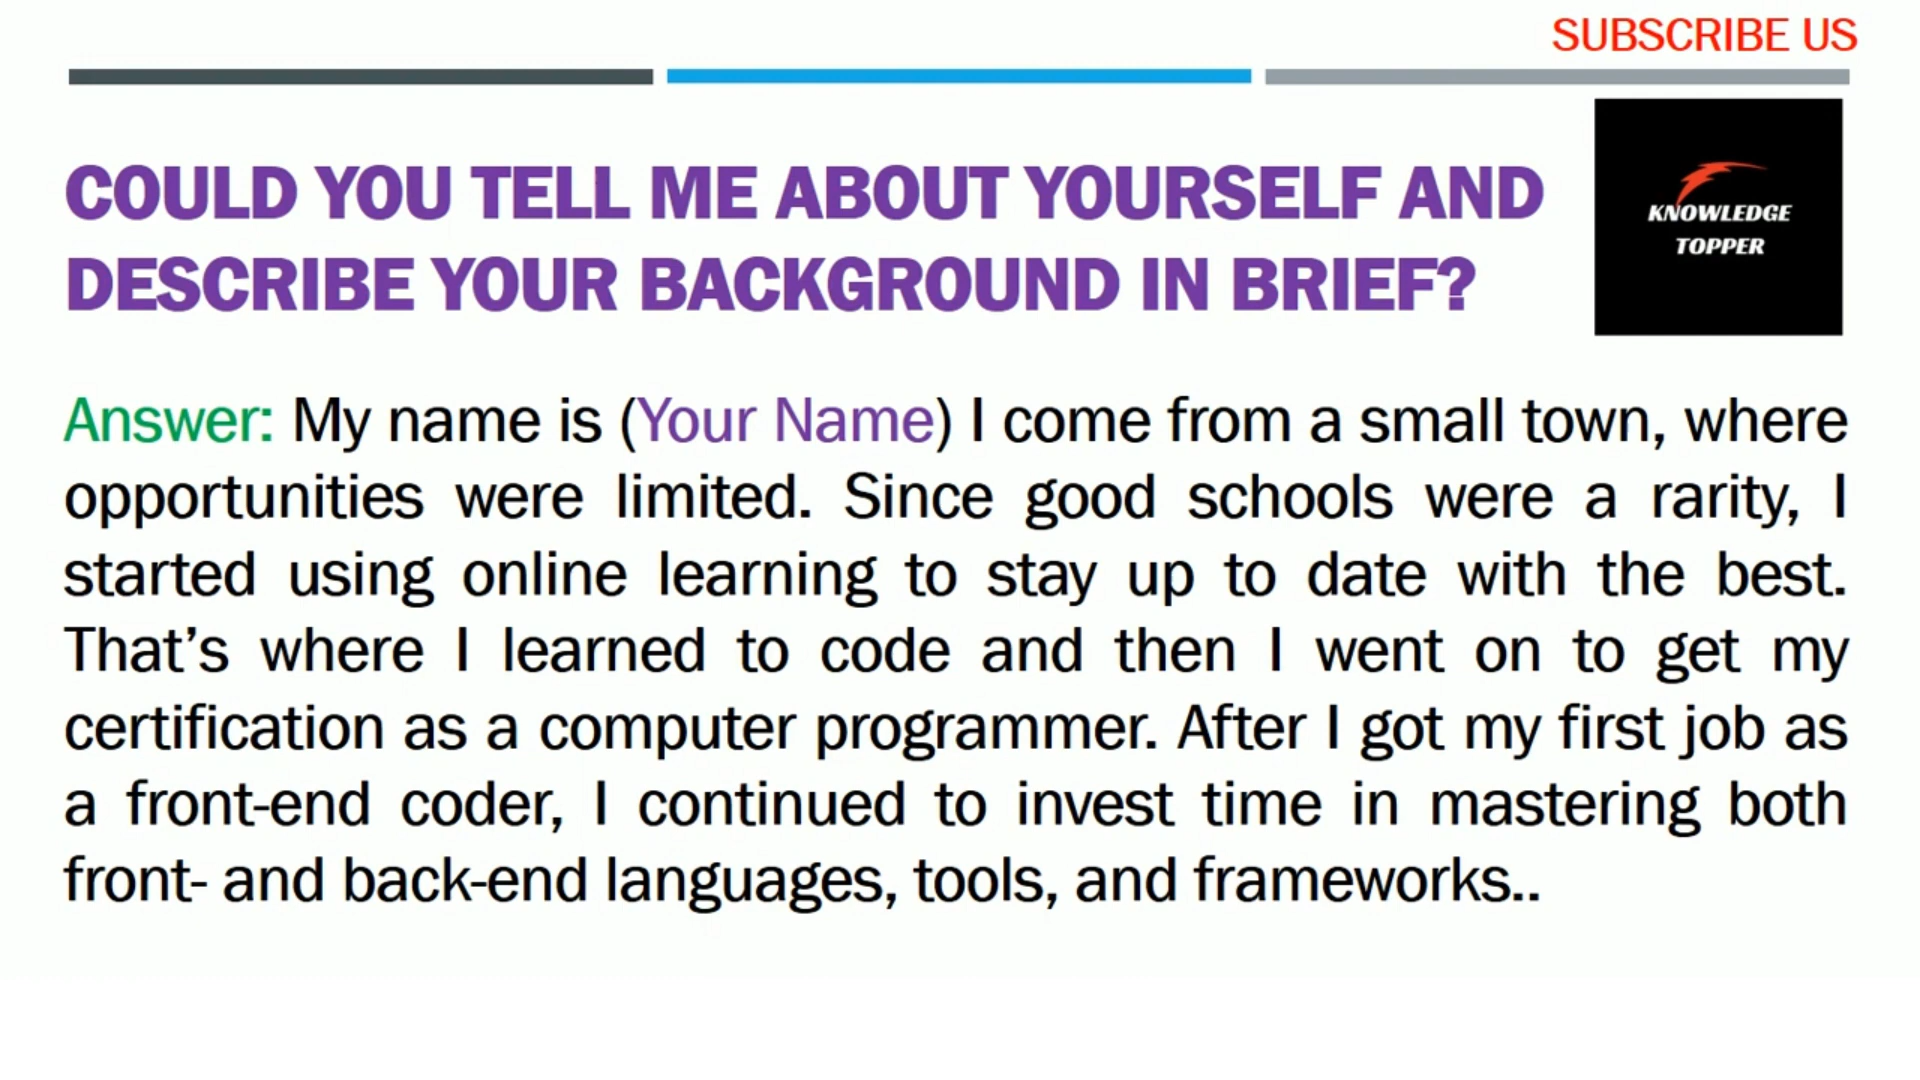 SUBSCRIBE US
COULD YOU TELL ME ABOUT YOURSELF AND
DESCRIBE YOUR BACKGROUND IN BRIEF?
KNOWLEDGE
TOPPER
Answer: My name is (Your Name) I come from a small town, where
opportunities were limited. Since good schools were a rarity, I
started using online learning to stay up to date with the best.
That’s where I learned to code and then I went on to get my
certification as a computer programmer. After I got my first job as
a front-end coder, I continued to invest time in mastering both
front- and back-end languages, tools, and frameworks..